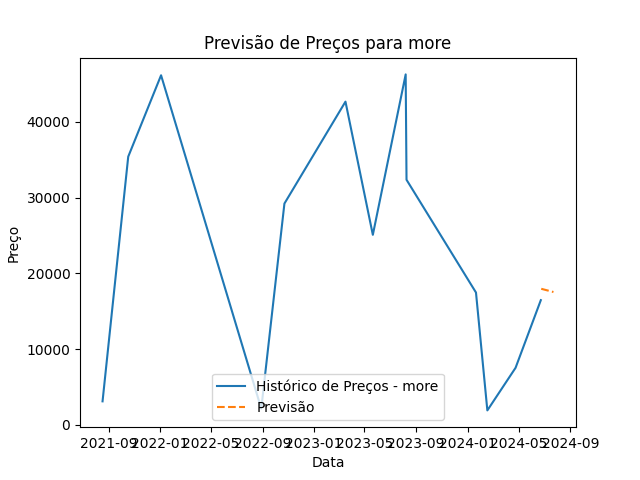 Previsão de Preços para more
Preço
40000
30000
20000
10000
0
Histórico de Preços - more
Previsão
2021-09 2022-01 2022-05 2022-09 2023-01 2023-05 2023-09 2024-01 2024-05 2024-09
Data